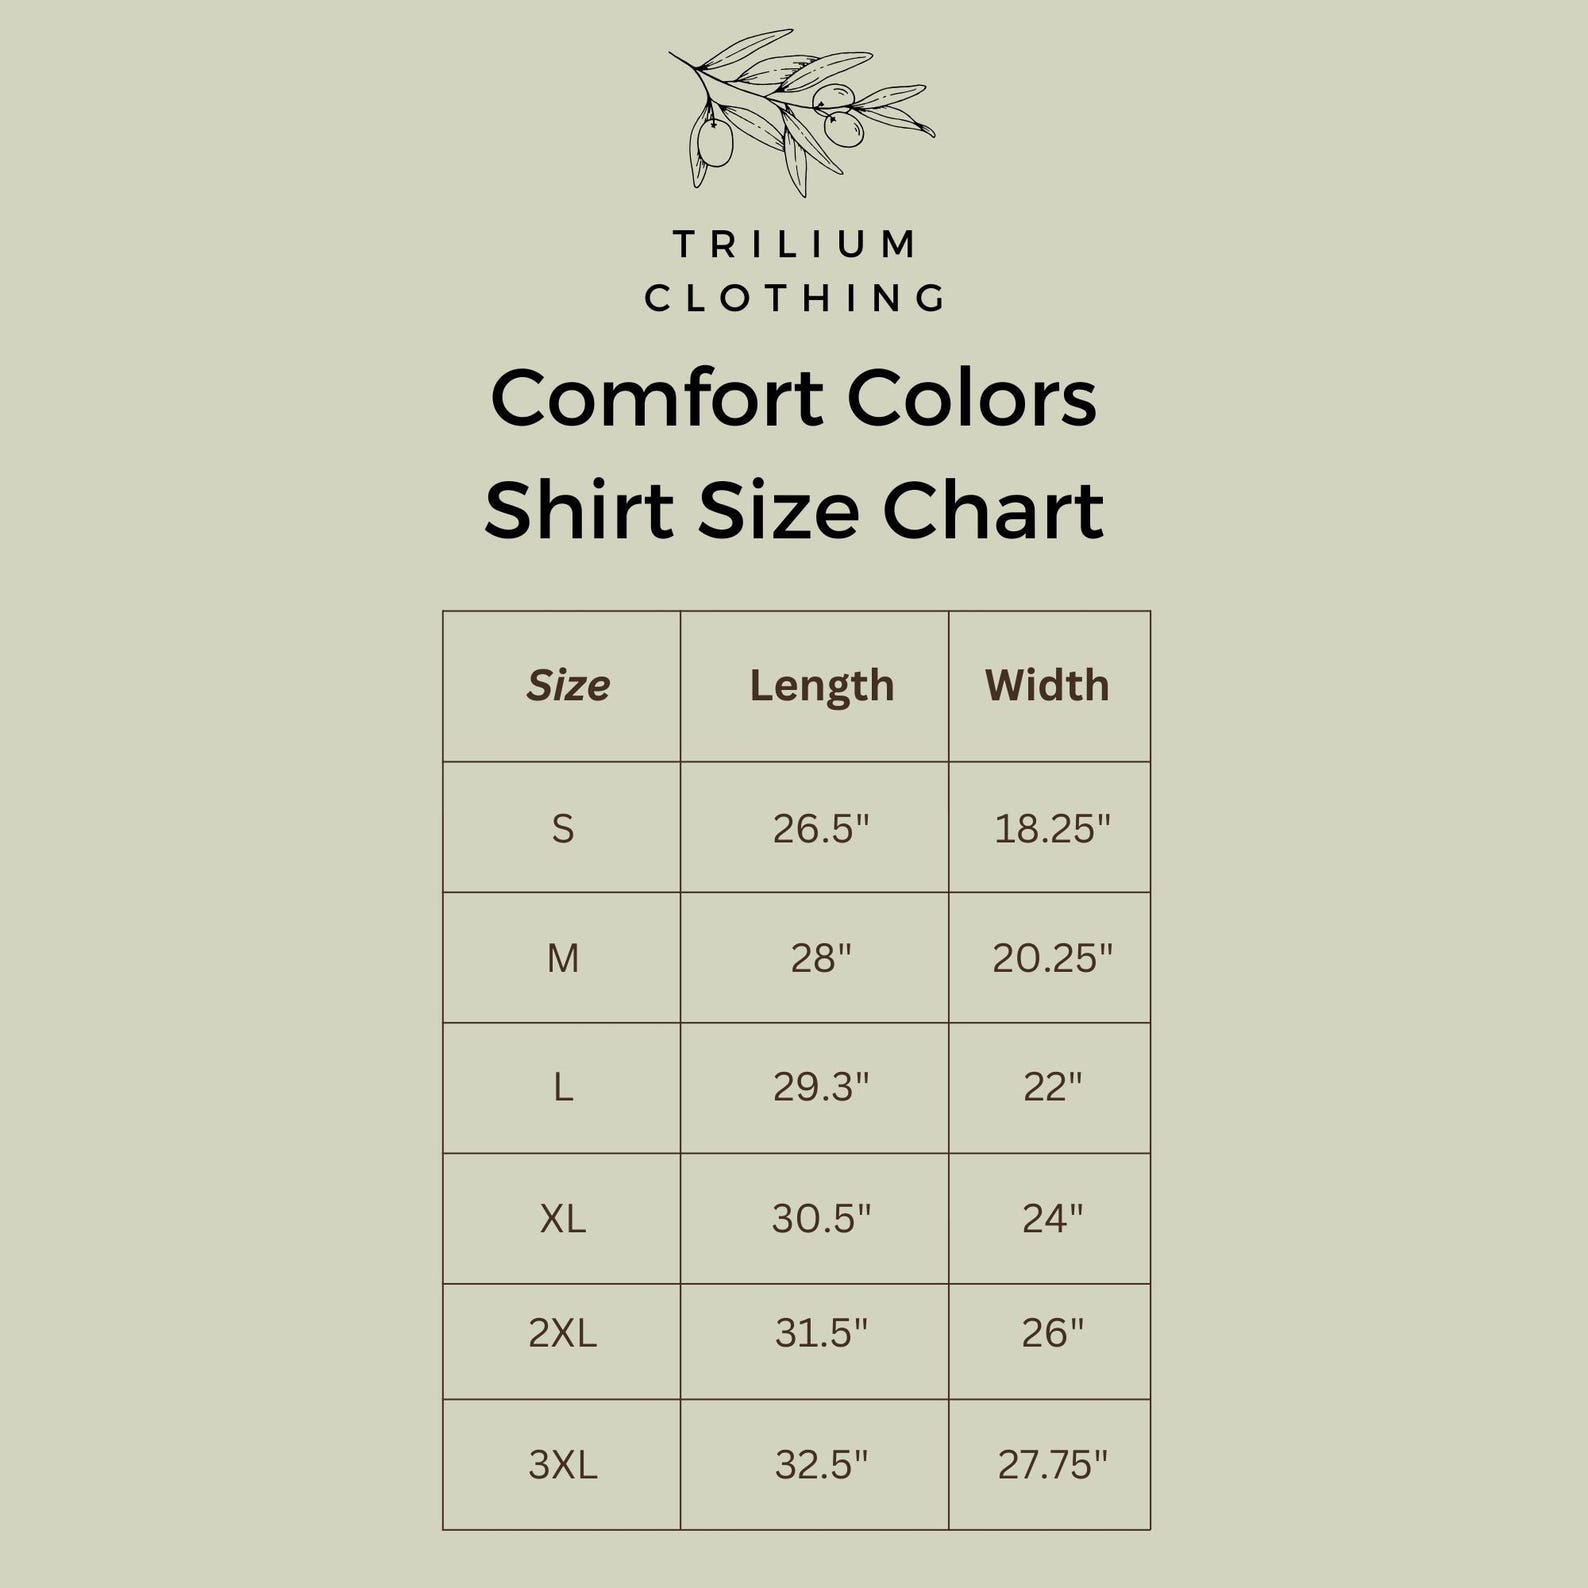 TRILIUM
CLOTHING
Comfort Colors
Shirt Size Chart
Size Length Width
S 26.5" 18.25"
M 28" 20.25"
L 29.3" 22"
XL 30.5" 24"
2XL 31.5" 26"
3XL 32.5" 27.75"